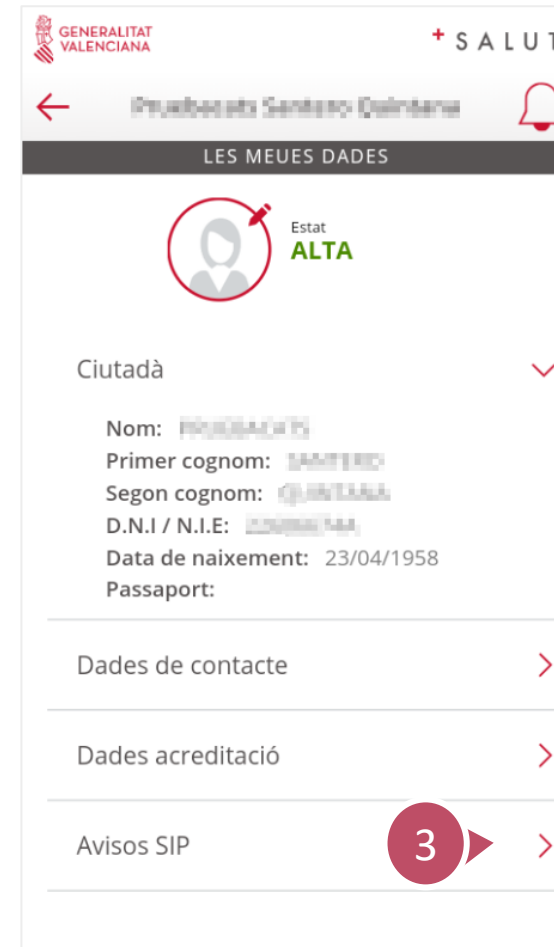 GENERALITAT
VALENCIANA
+ SALUT
LES MEUES DADES
Estat
ALTA
Ciutadà
Nom:
Primer cognom:
Segon cognom:
D.N.I / N.I.E:
Data de naixement: 23/04/1958
Passaport:
Dades de contacte
Dades acreditació
Avisos SIP
3